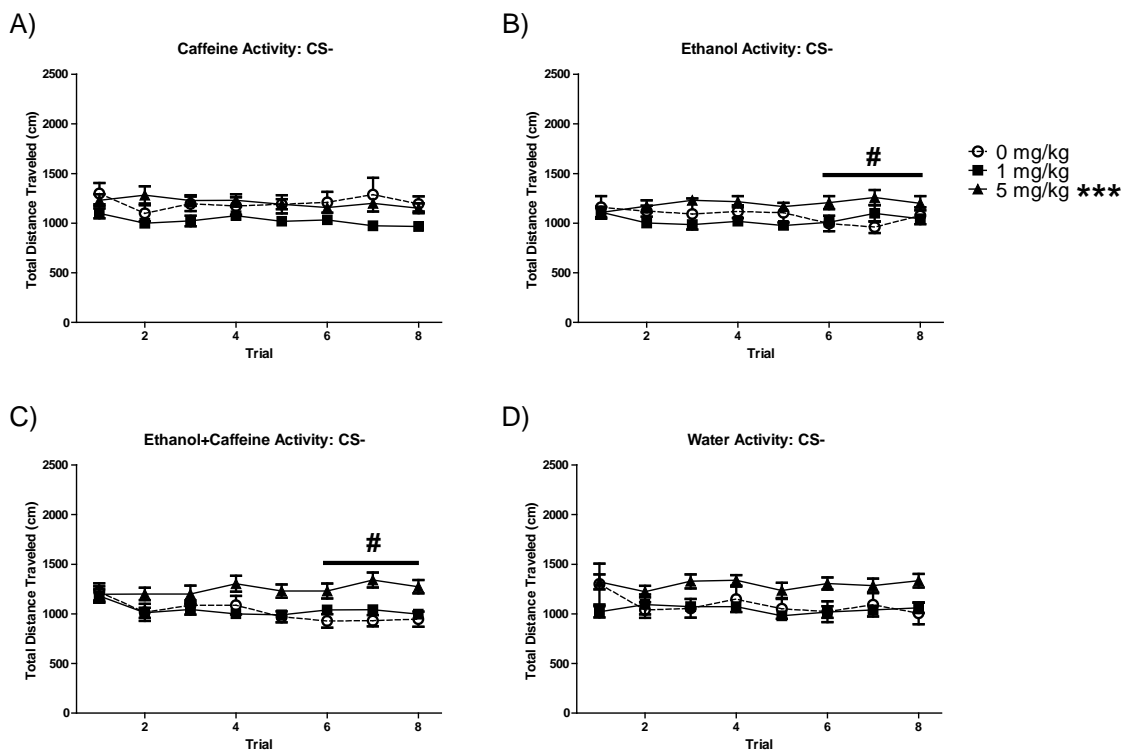 A)
Caffeine Activity: CS-
2500
2000
1500
1000
500
0
2 4 6 8
Total Distance Traveled (cm)
Trial
B)
Ethanol Activity: CS-
2500
2000
1500
1000
500
0
2 4 6 8
Total Distance Traveled (cm)
Trial
#
0 mg/kg
1 mg/kg
5 mg/kg ***
C)
Ethanol+Caffeine Activity: CS-
2500
2000
1500
1000
500
0
2 4 6 8
Total Distance Traveled (cm)
Trial
#
D)
Water Activity: CS-
2500
2000
1500
1000
500
0
2 4 6 8
Total Distance Traveled (cm)
Trial